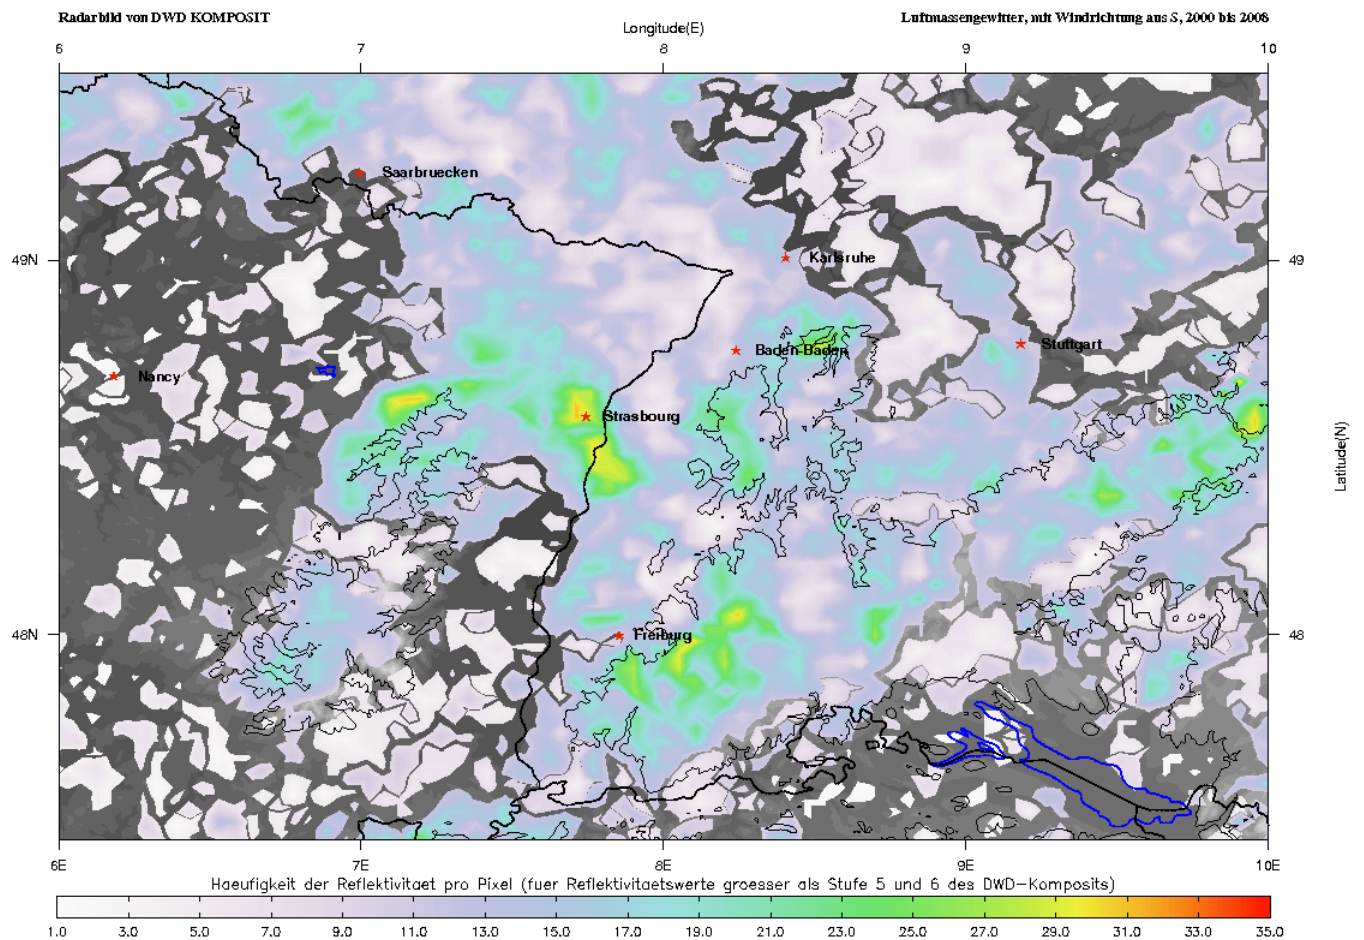 Radarbild von DWD KOMPOSIT
Luftmassengewitter, mit Windrichtung aus S, 2000 bis 2008
Longitude(E)
6 7 8 9 10
Saarbruecken
49N
Karlsruhe
49
Baden-Baden
Stuttgart
Nancy
Strasbourg
Latitude(N)
48N
Freiburg
48
6E 7E 8E 9E 10E
Haeufigkeit der Reflektivitaet pro Pixel (fuer Reflektivitaetswerte groesser als Stufe 5 und 6 des DWD-Komposits)
1.0 3.0 5.0 7.0 9.0 11.0 13.0 15.0 17.0 19.0 21.0 23.0 25.0 27.0 29.0 31.0 33.0 35.0